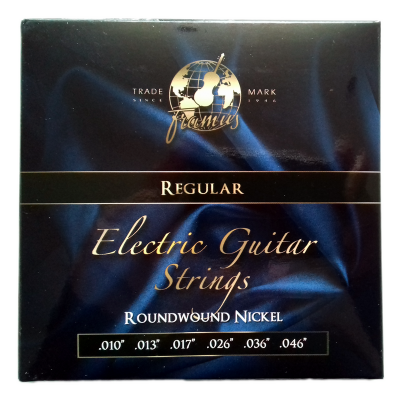 TRADE MARK
SINCE 1946
framus
REGULAR
Electric Guitar
Strings
ROUNDWOUND NICKEL
.010" .013" .017" .026" .036" .046"